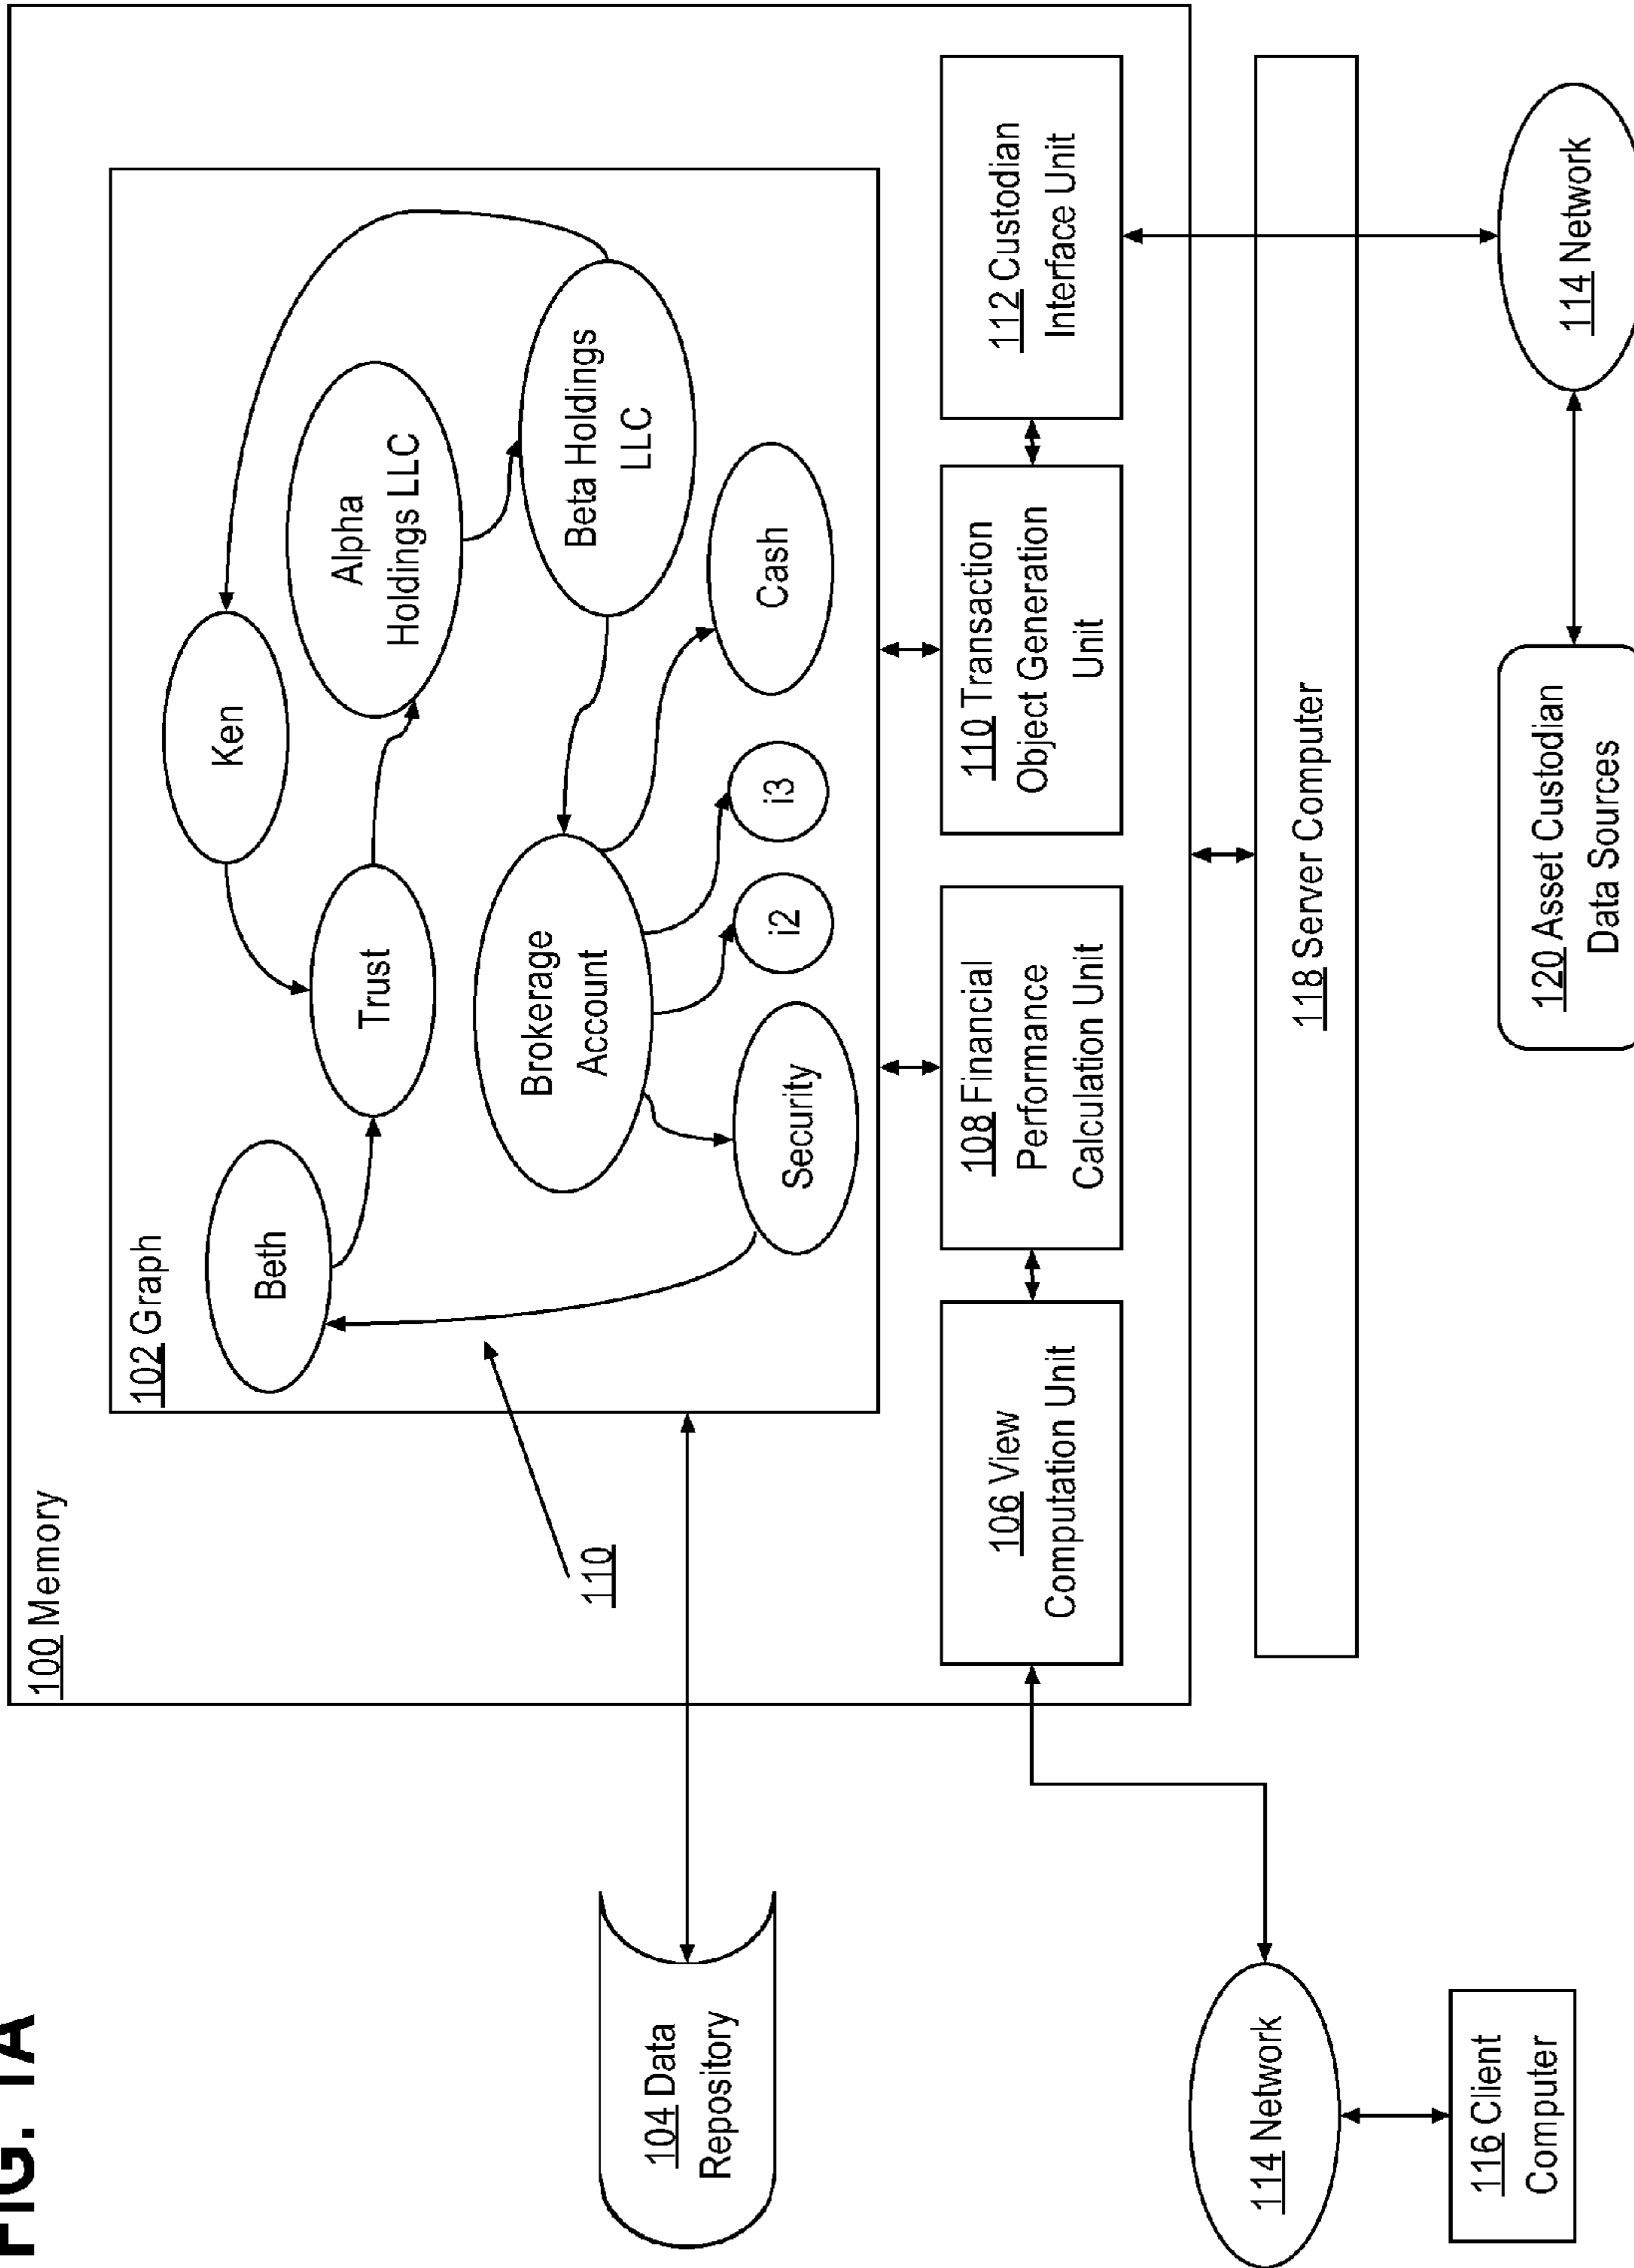 FIG. 1A
100 Memory
102 Graph
Beth
Ken
Trust
Alpha
Holdings LLC
Brokerage
Account
Beta Holdings
LLC
Security
i2
i3
Cash
110
104 Data
Repository
106 View
Computation Unit
108 Financial
Performance
Calculation Unit
110 Transaction
Object Generation
Unit
112 Custodian
Interface Unit
118 Server Computer
114 Network
116 Client
Computer
120 Asset Custodian
Data Sources
114 Network